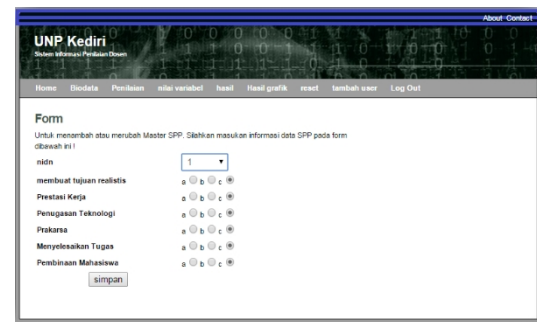 About Contact
UNP Kediri
Sistem Informasi Penilaian Dosen
Home Biodata Penilaian nilai variabel hasil Hasil grafik reset tambah user Log Out
Form
Untuk menambah atau merubah Master SPP, Silahkan masukan informasi data SPP pada form
dibawah ini !
nidn 1
membuat tujuan realistis a b c
Prestasi Kerja a b c
Penugasan Teknologi a b c
Prakarsa a b c
Menyelesaikan Tugas a b c
Pembinaan Mahasiswa a b c
simpan